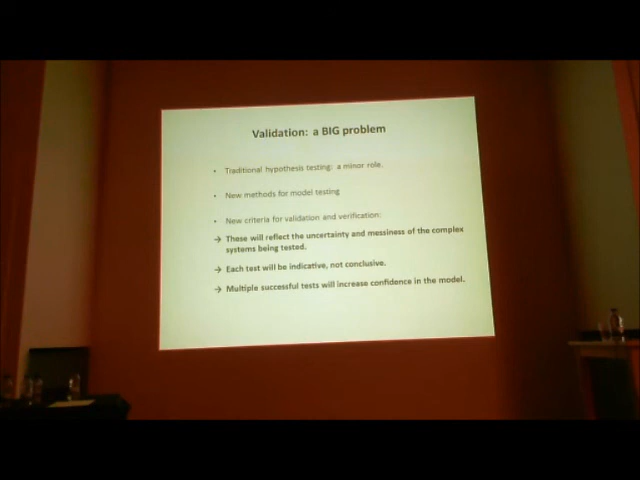 Validation: a BIG problem
• Traditional hypothesis testing: a minor role.
• New methods for model testing
• New criteria for validation and verification:
→ These will reflect the uncertainty and messiness of the complex
systems being tested.
→ Each test will be indicative, not conclusive.
→ Multiple successful tests will increase confidence in the model.